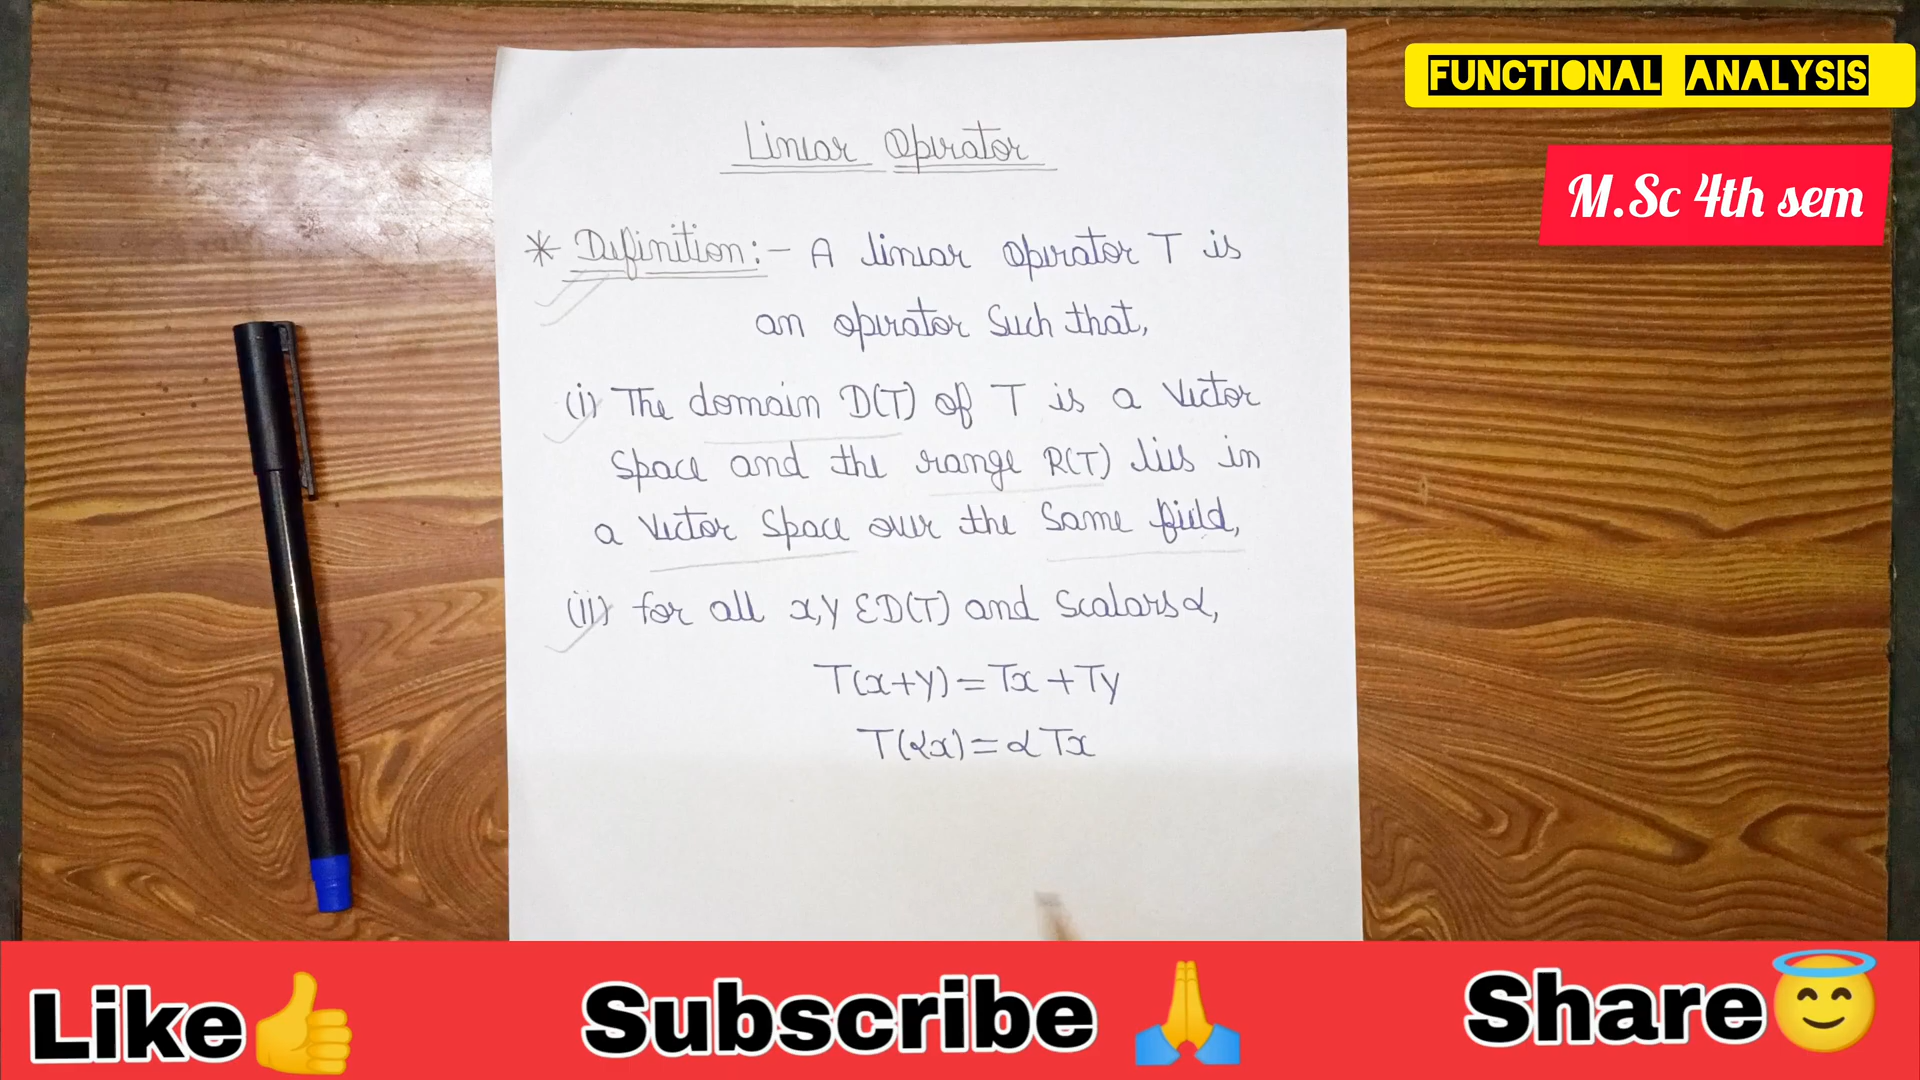 FUNCTIONAL ANALYSIS
M.Sc 4th sem
Linear Operator
* Definition:- A linear operator T is
an operator Such that,
(i) The domain D(T) of T is a Vector
Space and the range R(T) lies in
a Vector Space over the Same field,
(ii) for all x,y ∈ D(T) and Scalars α,
T(x+y) = Tx + Ty
T(αx) = α Tx
Like👍 Subscribe 🙏 Share😇